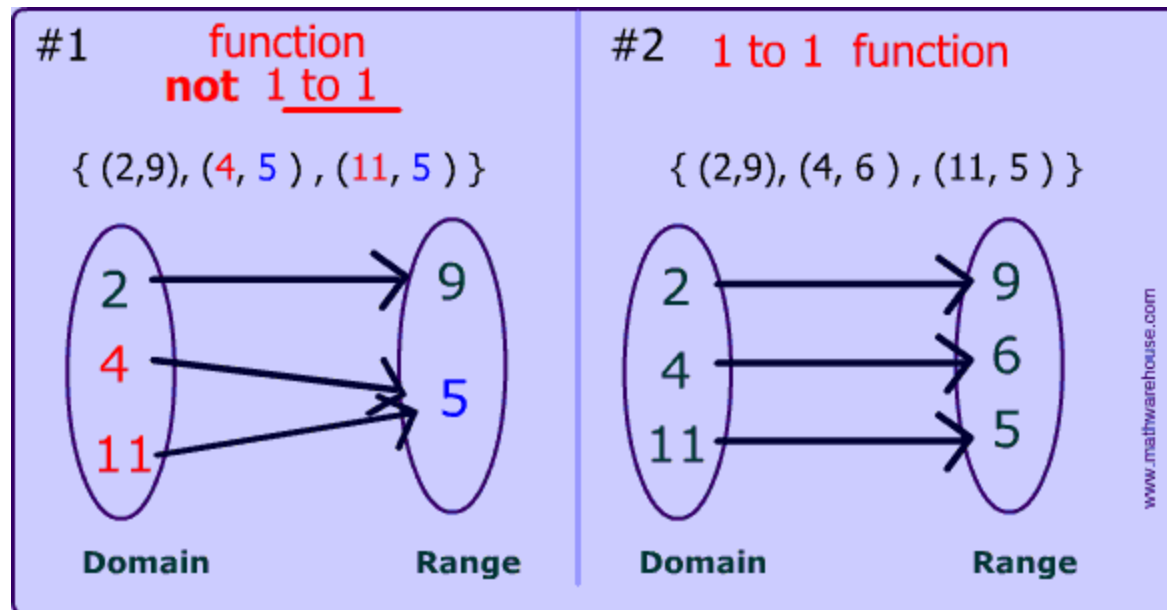 #1
function
not 1 to 1
{ (2,9), (4, 5 ) , (11, 5 ) }
2
4
11
9
5
Domain
Range
#2
1 to 1 function
{ (2,9), (4, 6 ) , (11, 5 ) }
2
4
11
9
6
5
Domain
Range
www.mathwarehouse.com